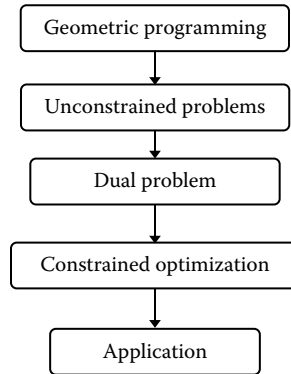 Geometric programming
Unconstrained problems
Dual problem
Constrained optimization
Application